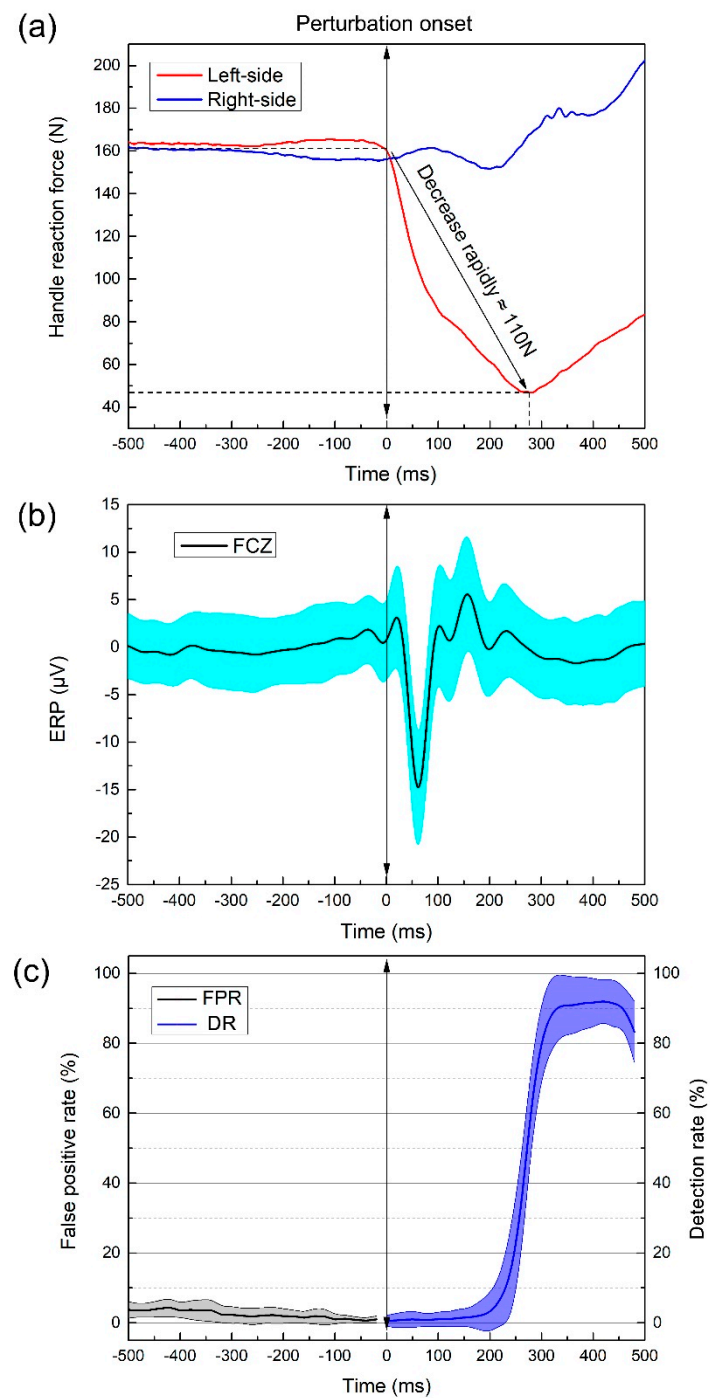 (a)
Perturbation onset
Left-side
Right-side
Handle reaction force (N)
200
180
160
140
120
100
80
60
40
Decrease rapidly ≈ 110N
-500 -400 -300 -200 -100 0 100 200 300 400 500
Time (ms)
(b)
FCZ
ERP (μV)
15
10
5
0
-5
-10
-15
-20
-25
-500 -400 -300 -200 -100 0 100 200 300 400 500
Time (ms)
(c)
FPR
DR
False positive rate (%)
100
80
60
40
20
0
100
80
60
40
20
0
Detection rate (%)
-500 -400 -300 -200 -100 0 100 200 300 400 500
Time (ms)